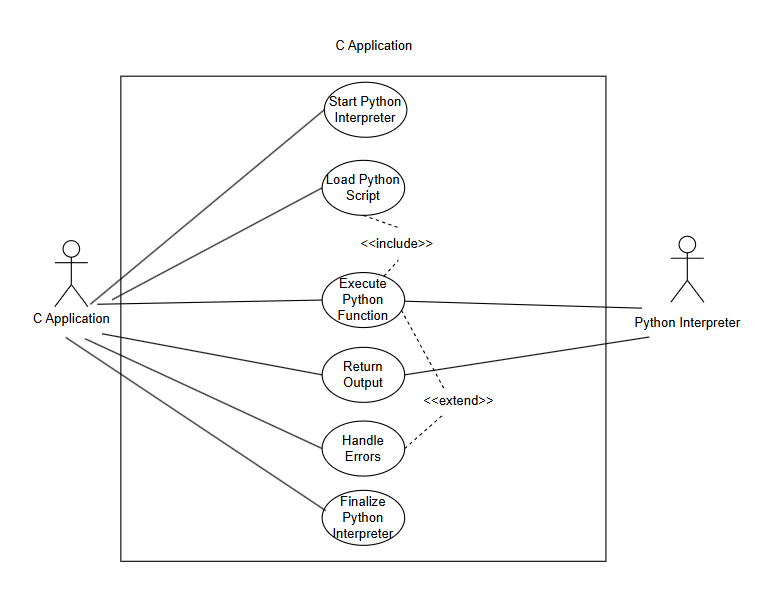 C Application
Start Python
Interpreter
Load Python
Script
<<include>>
Execute
Python
Function
C Application
Python Interpreter
Return
Output
<<extend>>
Handle
Errors
Finalize
Python
Interpreter